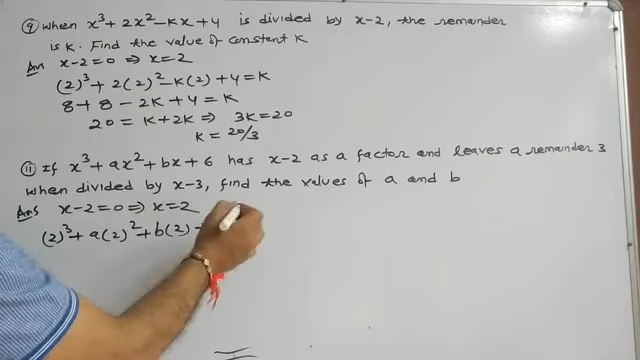 ⑨ When x³ + 2x² – Kx + 4 is divided by x-2, the remainder
is K. Find the value of constant K
Ans x-2=0 ⇒ x=2
(2)³ + 2(2)² – K(2) + 4 = K
8 + 8 – 2K + 4 = K
20 = K + 2K ⇒ 3K = 20
K = 20/3
⑪ If x³ + ax² + bx + 6 has x-2 as a factor and leaves a remainder 3
when divided by x-3, find the values of a and b
Ans x-2=0 ⇒ x=2
(2)³ + a(2)² + b(2)